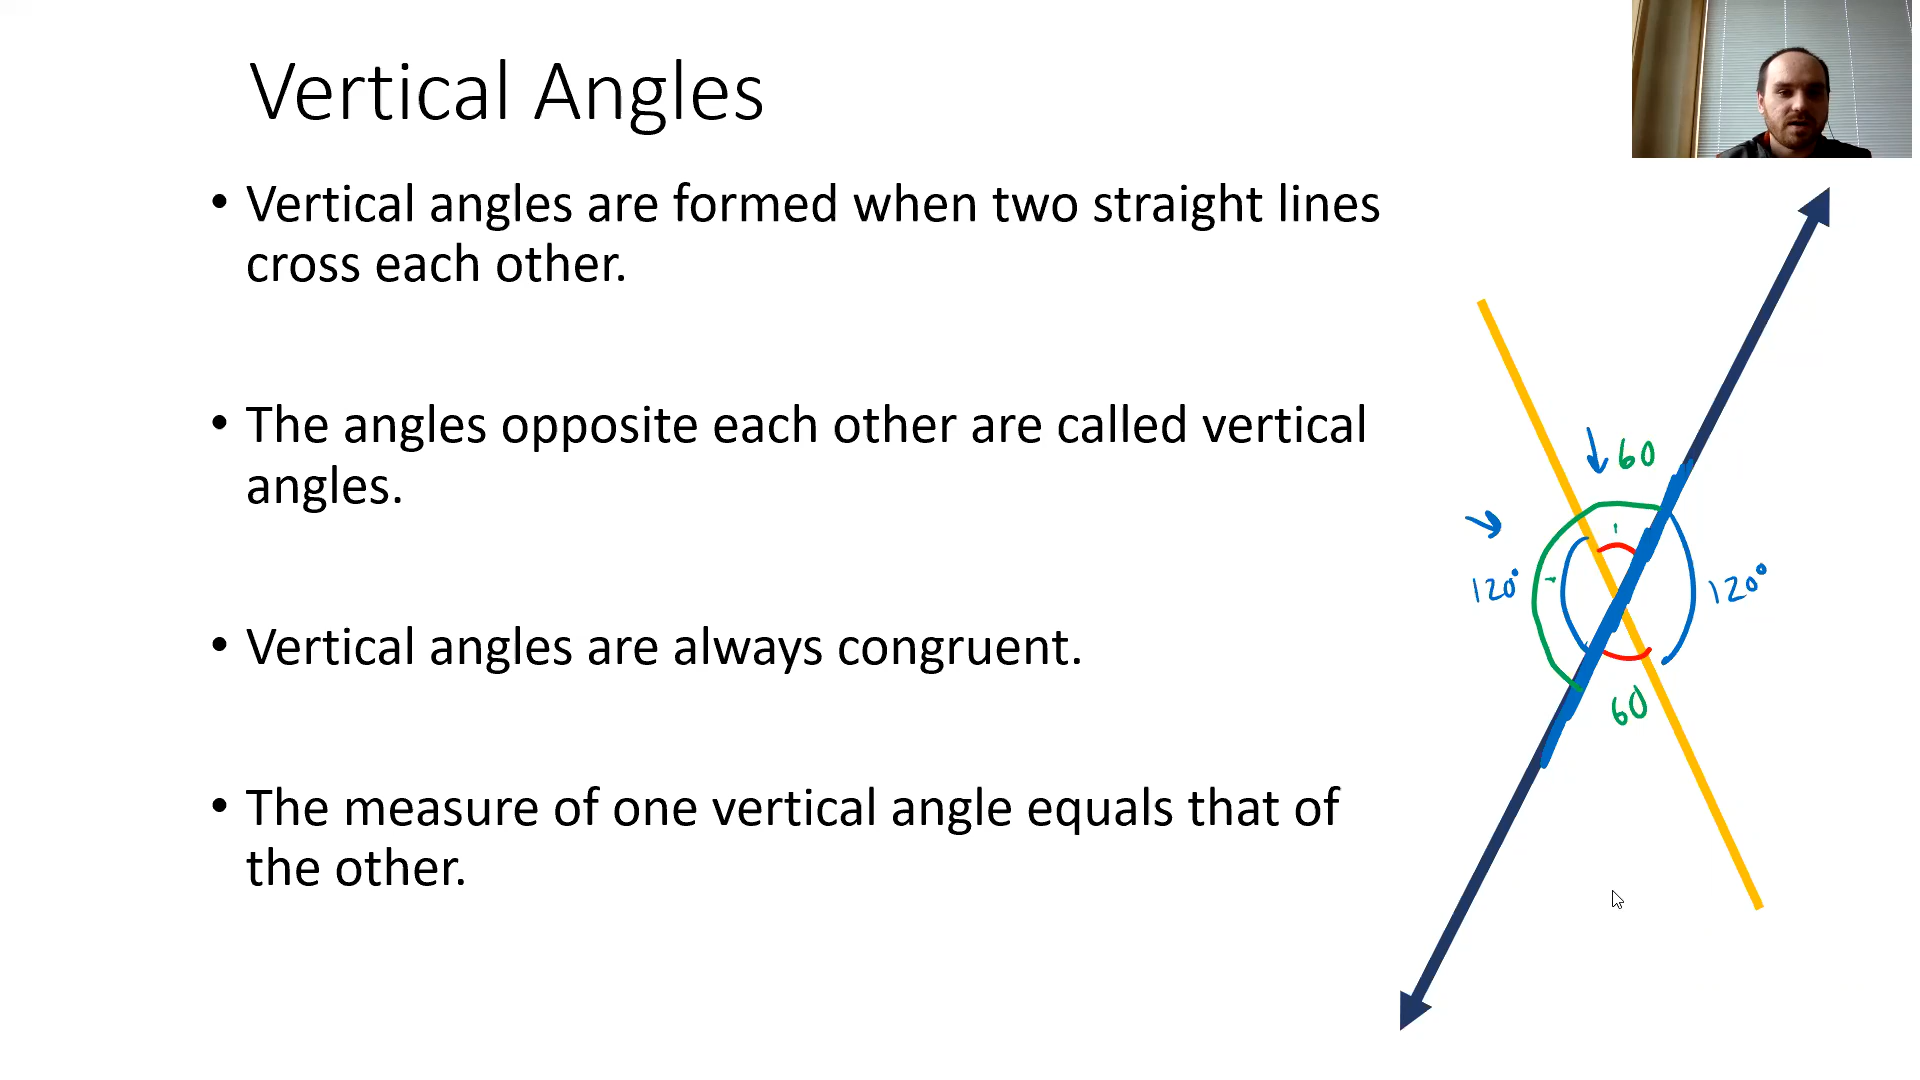 Vertical Angles
• Vertical angles are formed when two straight lines
cross each other.
• The angles opposite each other are called vertical
angles.
• Vertical angles are always congruent.
• The measure of one vertical angle equals that of
the other.
60
120°
120°
60